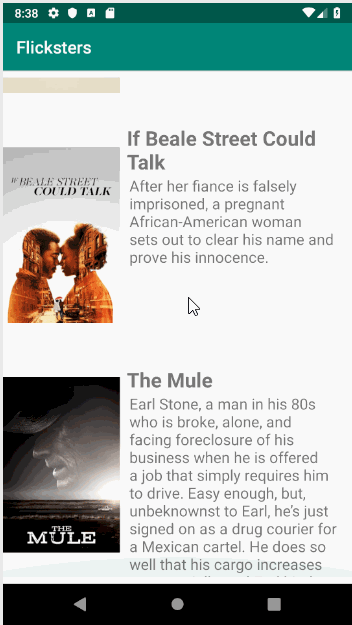 8:38
Flicksters
If Beale Street Could
Talk
IF BEALE STREET
COULD TALK
After her fiance is falsely
imprisoned, a pregnant
African-American woman
sets out to clear his name and
prove his innocence.
The Mule
THE
MULE
Earl Stone, a man in his 80s
who is broke, alone, and
facing foreclosure of his
business when he is offered
a job that simply requires him
to drive. Easy enough, but,
unbeknownst to Earl, he's just
signed on as a drug courier for
a Mexican cartel. He does so
well that his cargo increases